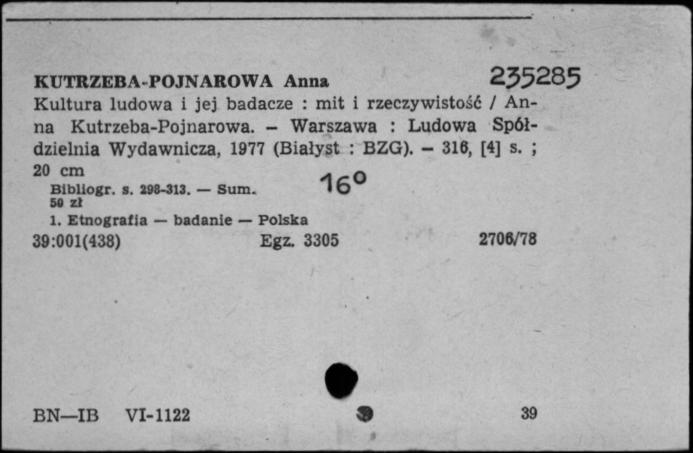 KUTRZEBA-POJNAROWA Anna 235285
Kultura ludowa i jej badacze : mit i rzeczywistość / An-
na Kutrzeba-Pojnarowa. — Warszawa : Ludowa Spół-
dzielnia Wydawnicza, 1977 (Białyst : BZG). — 316, [4] s. ;
20 cm
16°
Bibliogr. s. 298-313. — Sum.
50 zł
1. Etnografia — badanie — Polska
39:001(438) Egz. 3305 2706/78
BN—IB VI-1122 39